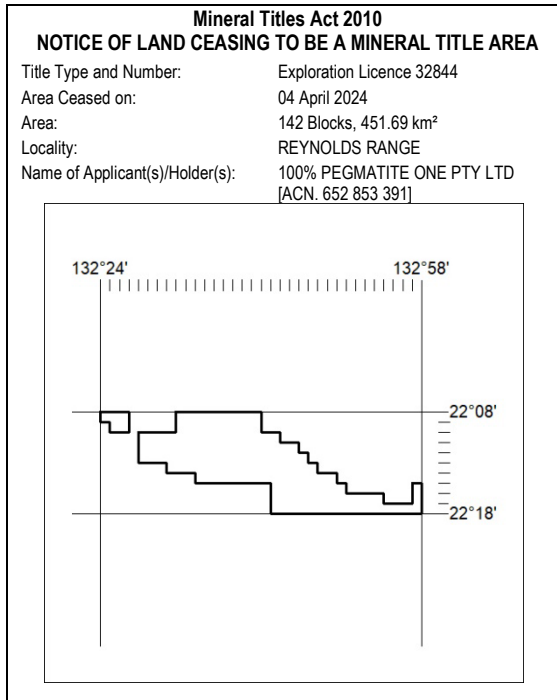 Mineral Titles Act 2010
NOTICE OF LAND CEASING TO BE A MINERAL TITLE AREA
Title Type and Number: Exploration Licence 32844
Area Ceased on: 04 April 2024
Area: 142 Blocks, 451.69 km²
Locality: REYNOLDS RANGE
Name of Applicant(s)/Holder(s): 100% PEGMATITE ONE PTY LTD
[ACN. 652 853 391]
132°24' 132°58'
22°08'
22°18'